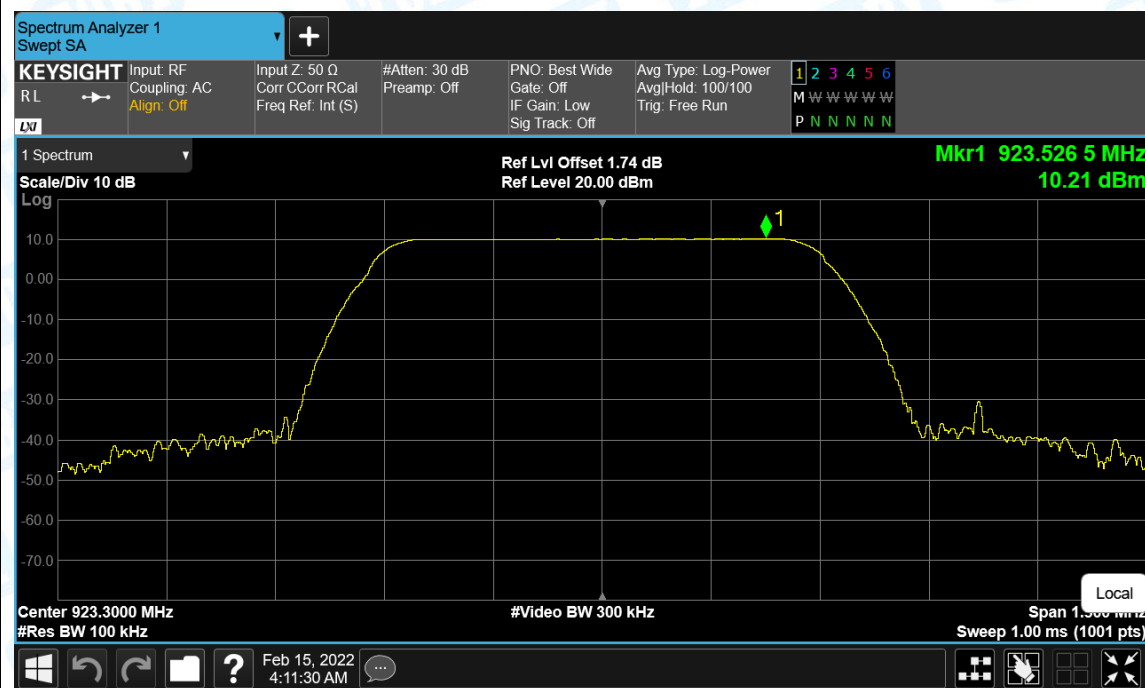 Spectrum Analyzer 1
Swept SA
KEYSIGHT
R L
LXI
Input: RF
Coupling: AC
Align: Off
Input Z: 50 Ω
Corr CCorr RCal
Freq Ref: Int (S)
#Atten: 30 dB
Preamp: Off
PNO: Best Wide
Gate: Off
IF Gain: Low
Sig Track: Off
Avg Type: Log-Power
Avg|Hold: 100/100
Trig: Free Run
1 2 3 4 5 6
M W W W W W
P N N N N N
1 Spectrum
Scale/Div 10 dB
Log
Ref Lvl Offset 1.74 dB
Ref Level 20.00 dBm
Mkr1 923.526 5 MHz
10.21 dBm
1
10.0
0.00
-10.0
-20.0
-30.0
-40.0
-50.0
-60.0
-70.0
Local
Center 923.3000 MHz
#Video BW 300 kHz
Span
#Res BW 100 kHz
Sweep 1.00 ms (1001 pts)
?
Feb 15, 2022
4:11:30 AM